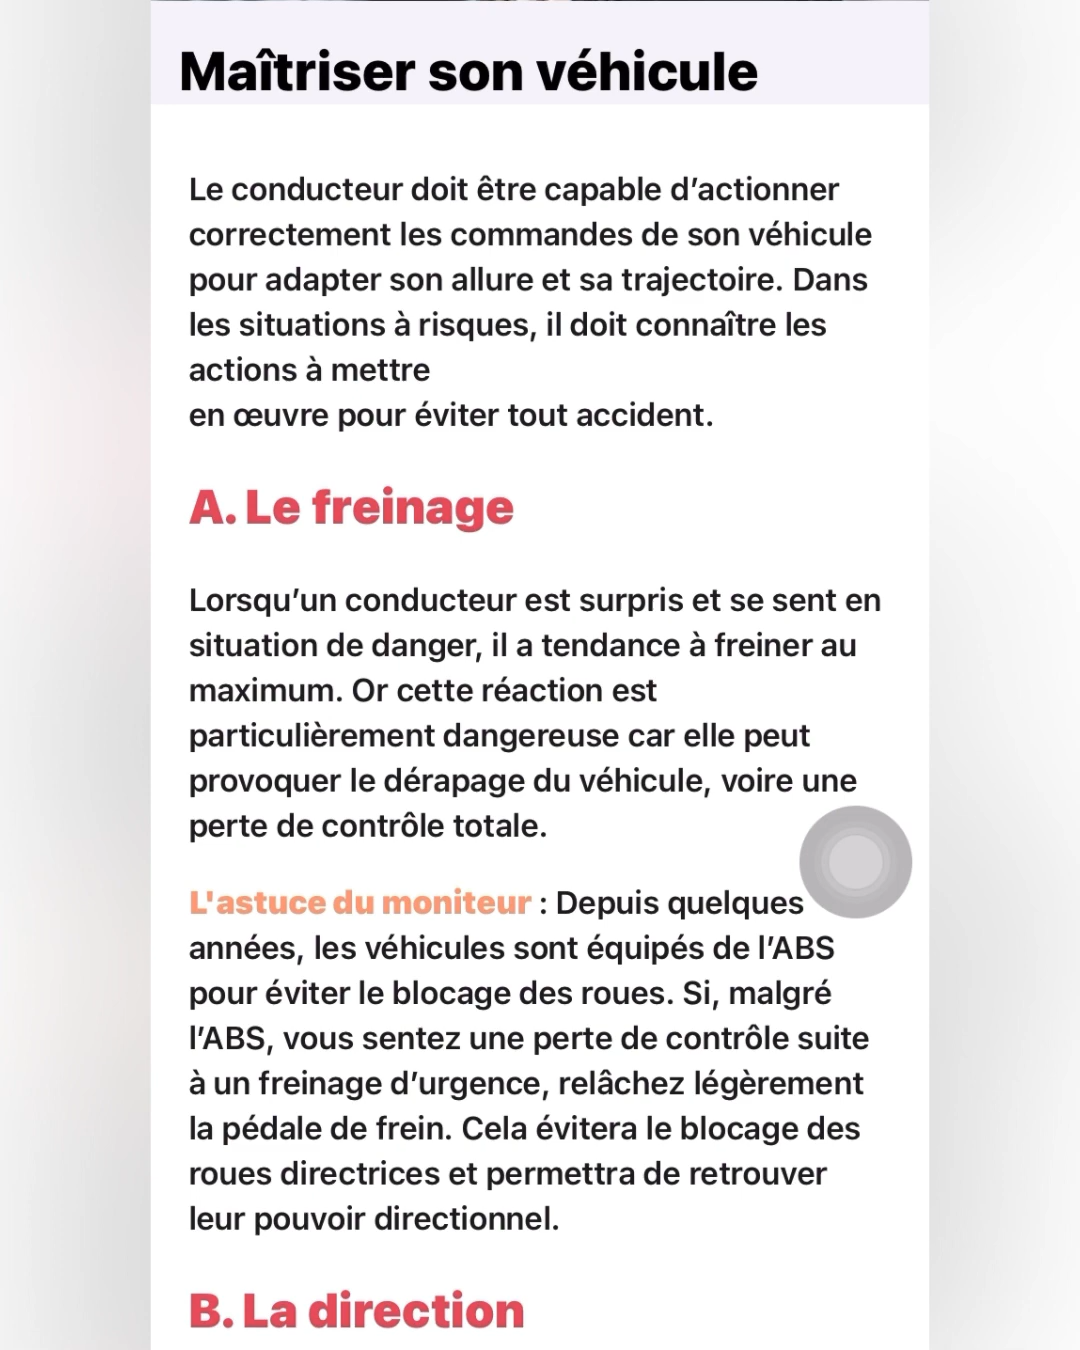 Maîtriser son véhicule
Le conducteur doit être capable d’actionner
correctement les commandes de son véhicule
pour adapter son allure et sa trajectoire. Dans
les situations à risques, il doit connaître les
actions à mettre
en œuvre pour éviter tout accident.
A. Le freinage
Lorsqu’un conducteur est surpris et se sent en
situation de danger, il a tendance à freiner au
maximum. Or cette réaction est
particulièrement dangereuse car elle peut
provoquer le dérapage du véhicule, voire une
perte de contrôle totale.
L'astuce du moniteur : Depuis quelques
années, les véhicules sont équipés de l’ABS
pour éviter le blocage des roues. Si, malgré
l’ABS, vous sentez une perte de contrôle suite
à un freinage d’urgence, relâchez légèrement
la pédale de frein. Cela évitera le blocage des
roues directrices et permettra de retrouver
leur pouvoir directionnel.
B. La direction